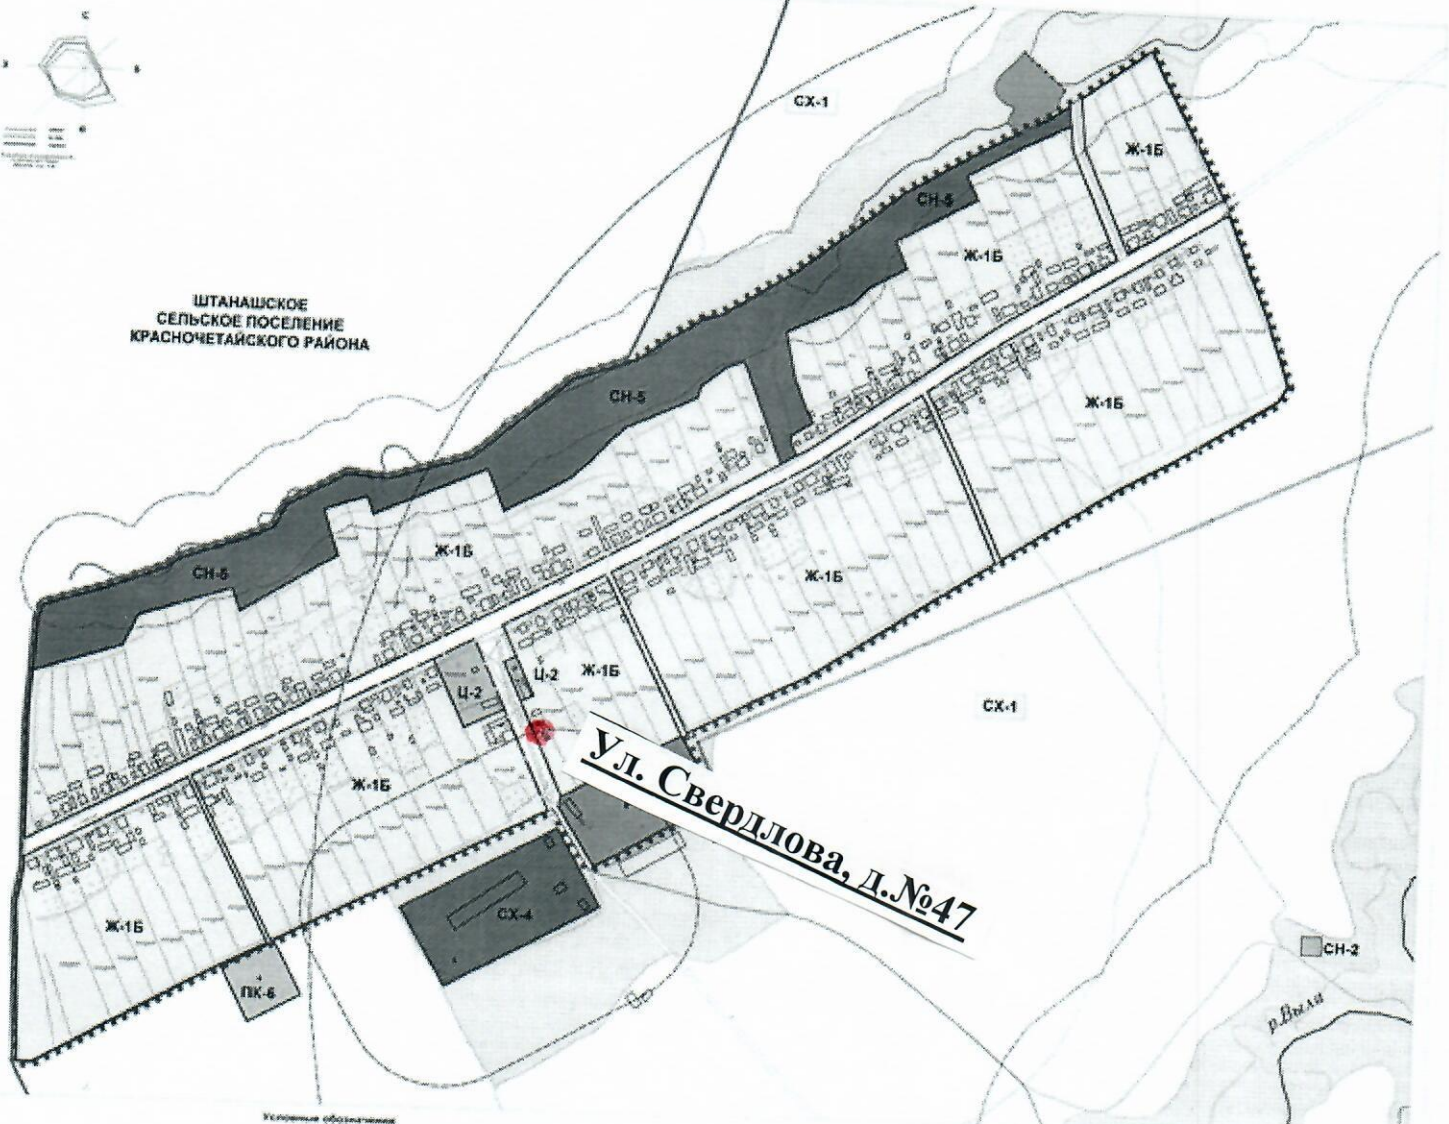 С
СХ-1
Ж-1Б
СН-5
Ж-1Б
ШТАНАШСКОЕ
СЕЛЬСКОЕ ПОСЕЛЕНИЕ
КРАСНОЧЕТАЙСКОГО РАЙОНА
СН-5
Ж-1Б
Ж-1Б
СН-5
Ж-1Б
Ц-2
Ц-2
Ж-1Б
СХ-1
Ж-1Б
Ул. Свердлова, д.№47
СХ-4
Ж-1Б
ПК-6
СН-2
р.Выла
Условные обозначения